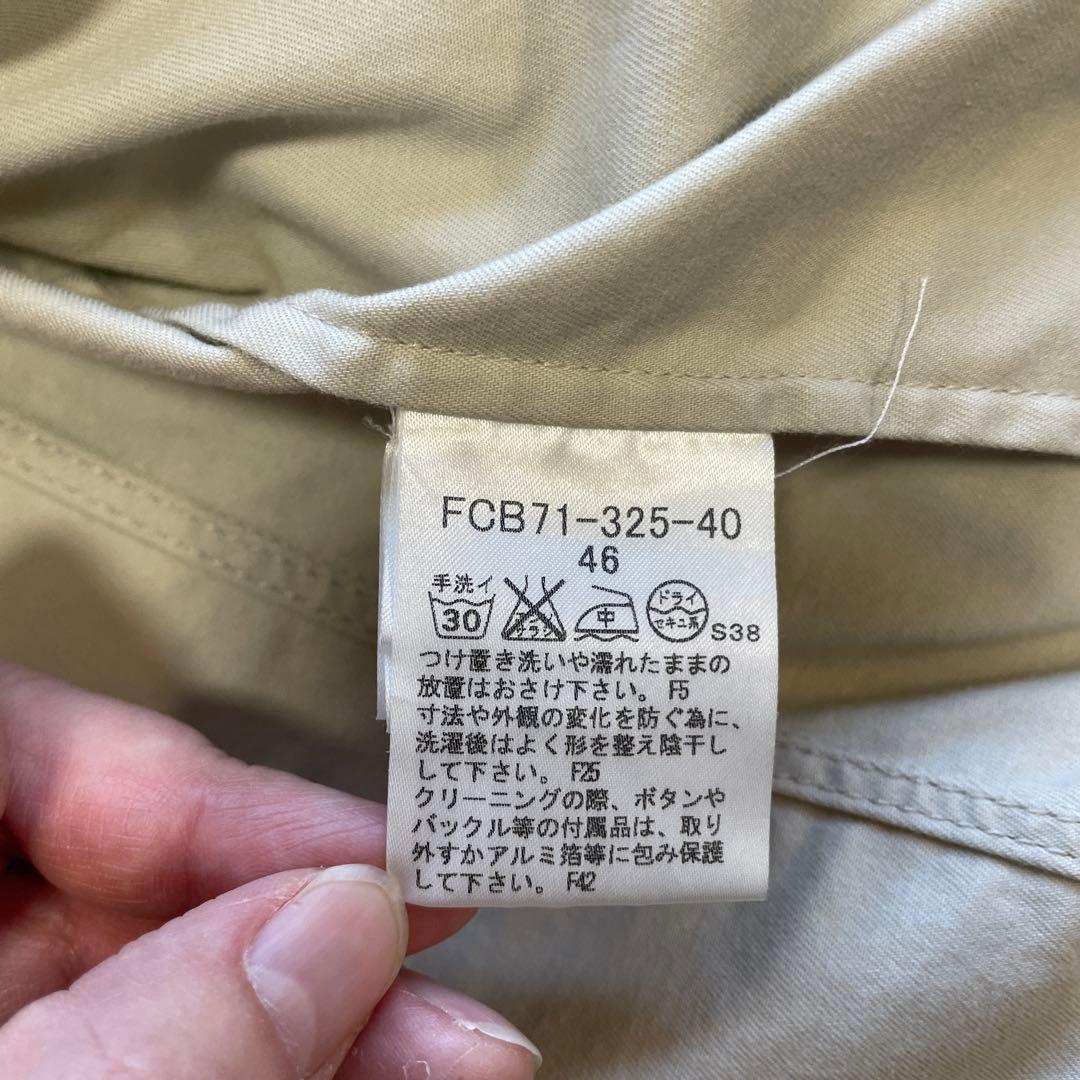 FCB71-325-40
46
手洗イ
30 エンソ サラシ 中 ドライ セキユ系 S38
つけ置き洗いや濡れたままの
放置はおさけ下さい。F5
寸法や外観の変化を防ぐ為に、
洗濯後はよく形を整え陰干し
して下さい。F25
クリーニングの際、ボタンや
バックル等の付属品は、取り
外すかアルミ箔等に包み保護
して下さい。F42